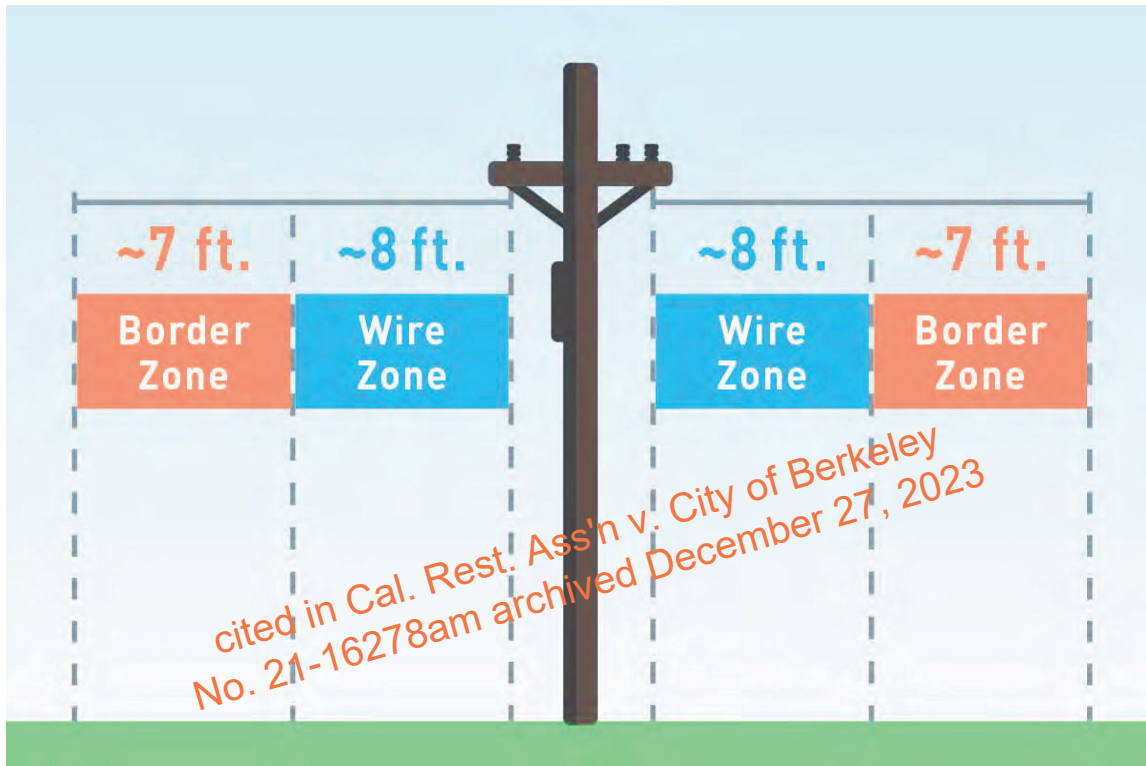 ~7 ft.
~8 ft.
~8 ft.
~7 ft.
Border
Zone
Wire
Zone
Wire
Zone
Border
Zone
cited in Cal. Rest. Ass'n v. City of Berkeley
No. 21-16278am archived December 27, 2023